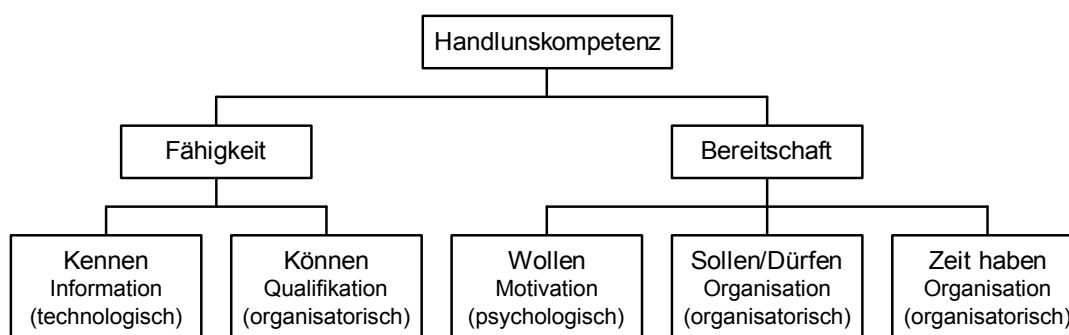 Handlunskompetenz
Fähigkeit
Bereitschaft
Kennen
Information
(technologisch)
Können
Qualifikation
(organisatorisch)
Wollen
Motivation
(psychologisch)
Sollen/Dürfen
Organisation
(organisatorisch)
Zeit haben
Organisation
(organisatorisch)